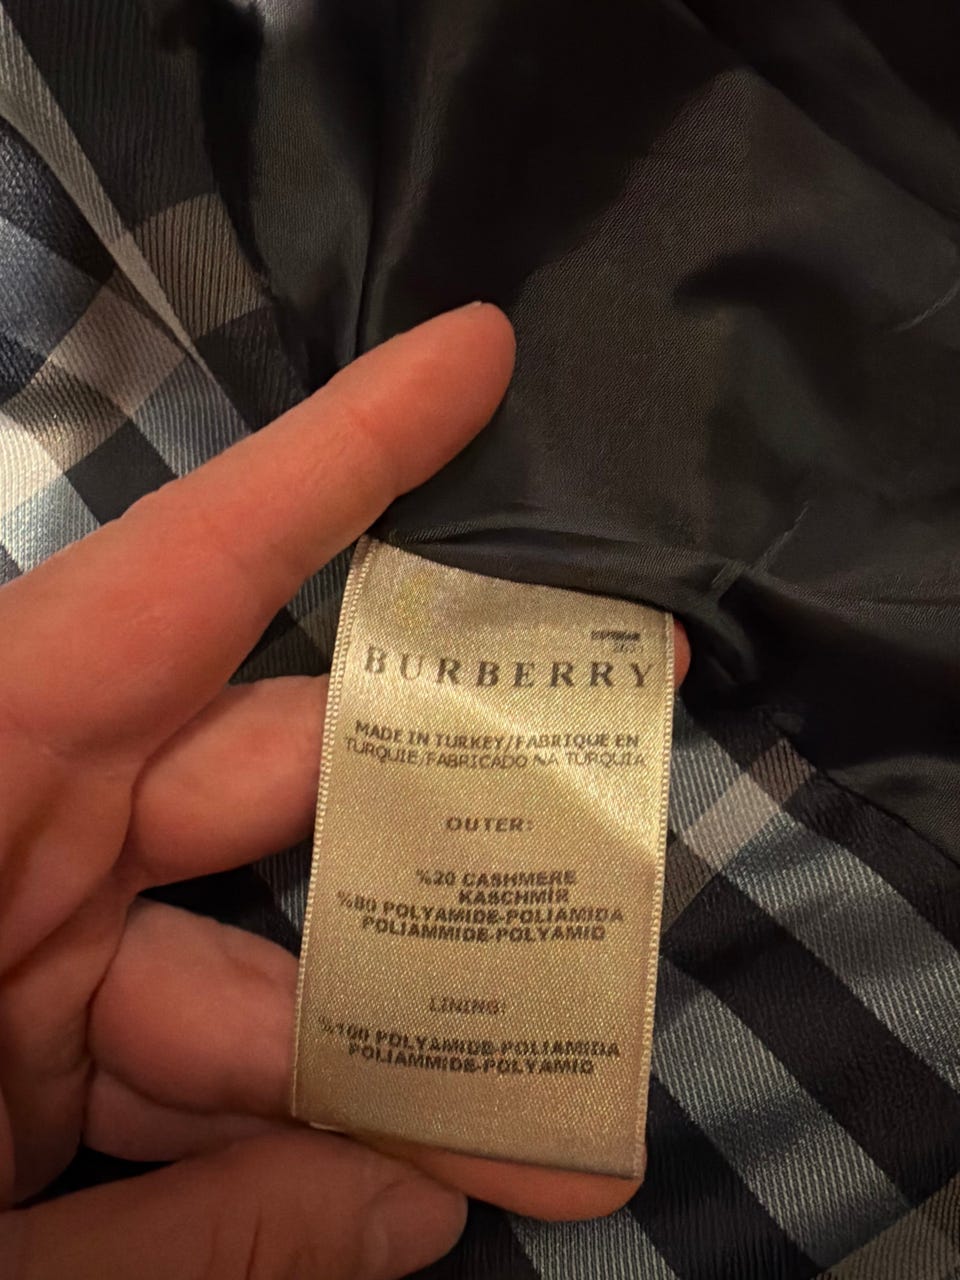 BURBERRY
MADE IN TURKEY/FABRIQUE EN
TURQUIE/FABRICADO NA TURQUIA
OUTER:
%20 CASHMERE
KASCHMIR
%80 POLYAMIDE-POLIAMIDA
POLIAMMIDE-POLYAMID
LINING:
%100 POLYAMIDE-POLIAMIDA
POLIAMMIDE-POLYAMID